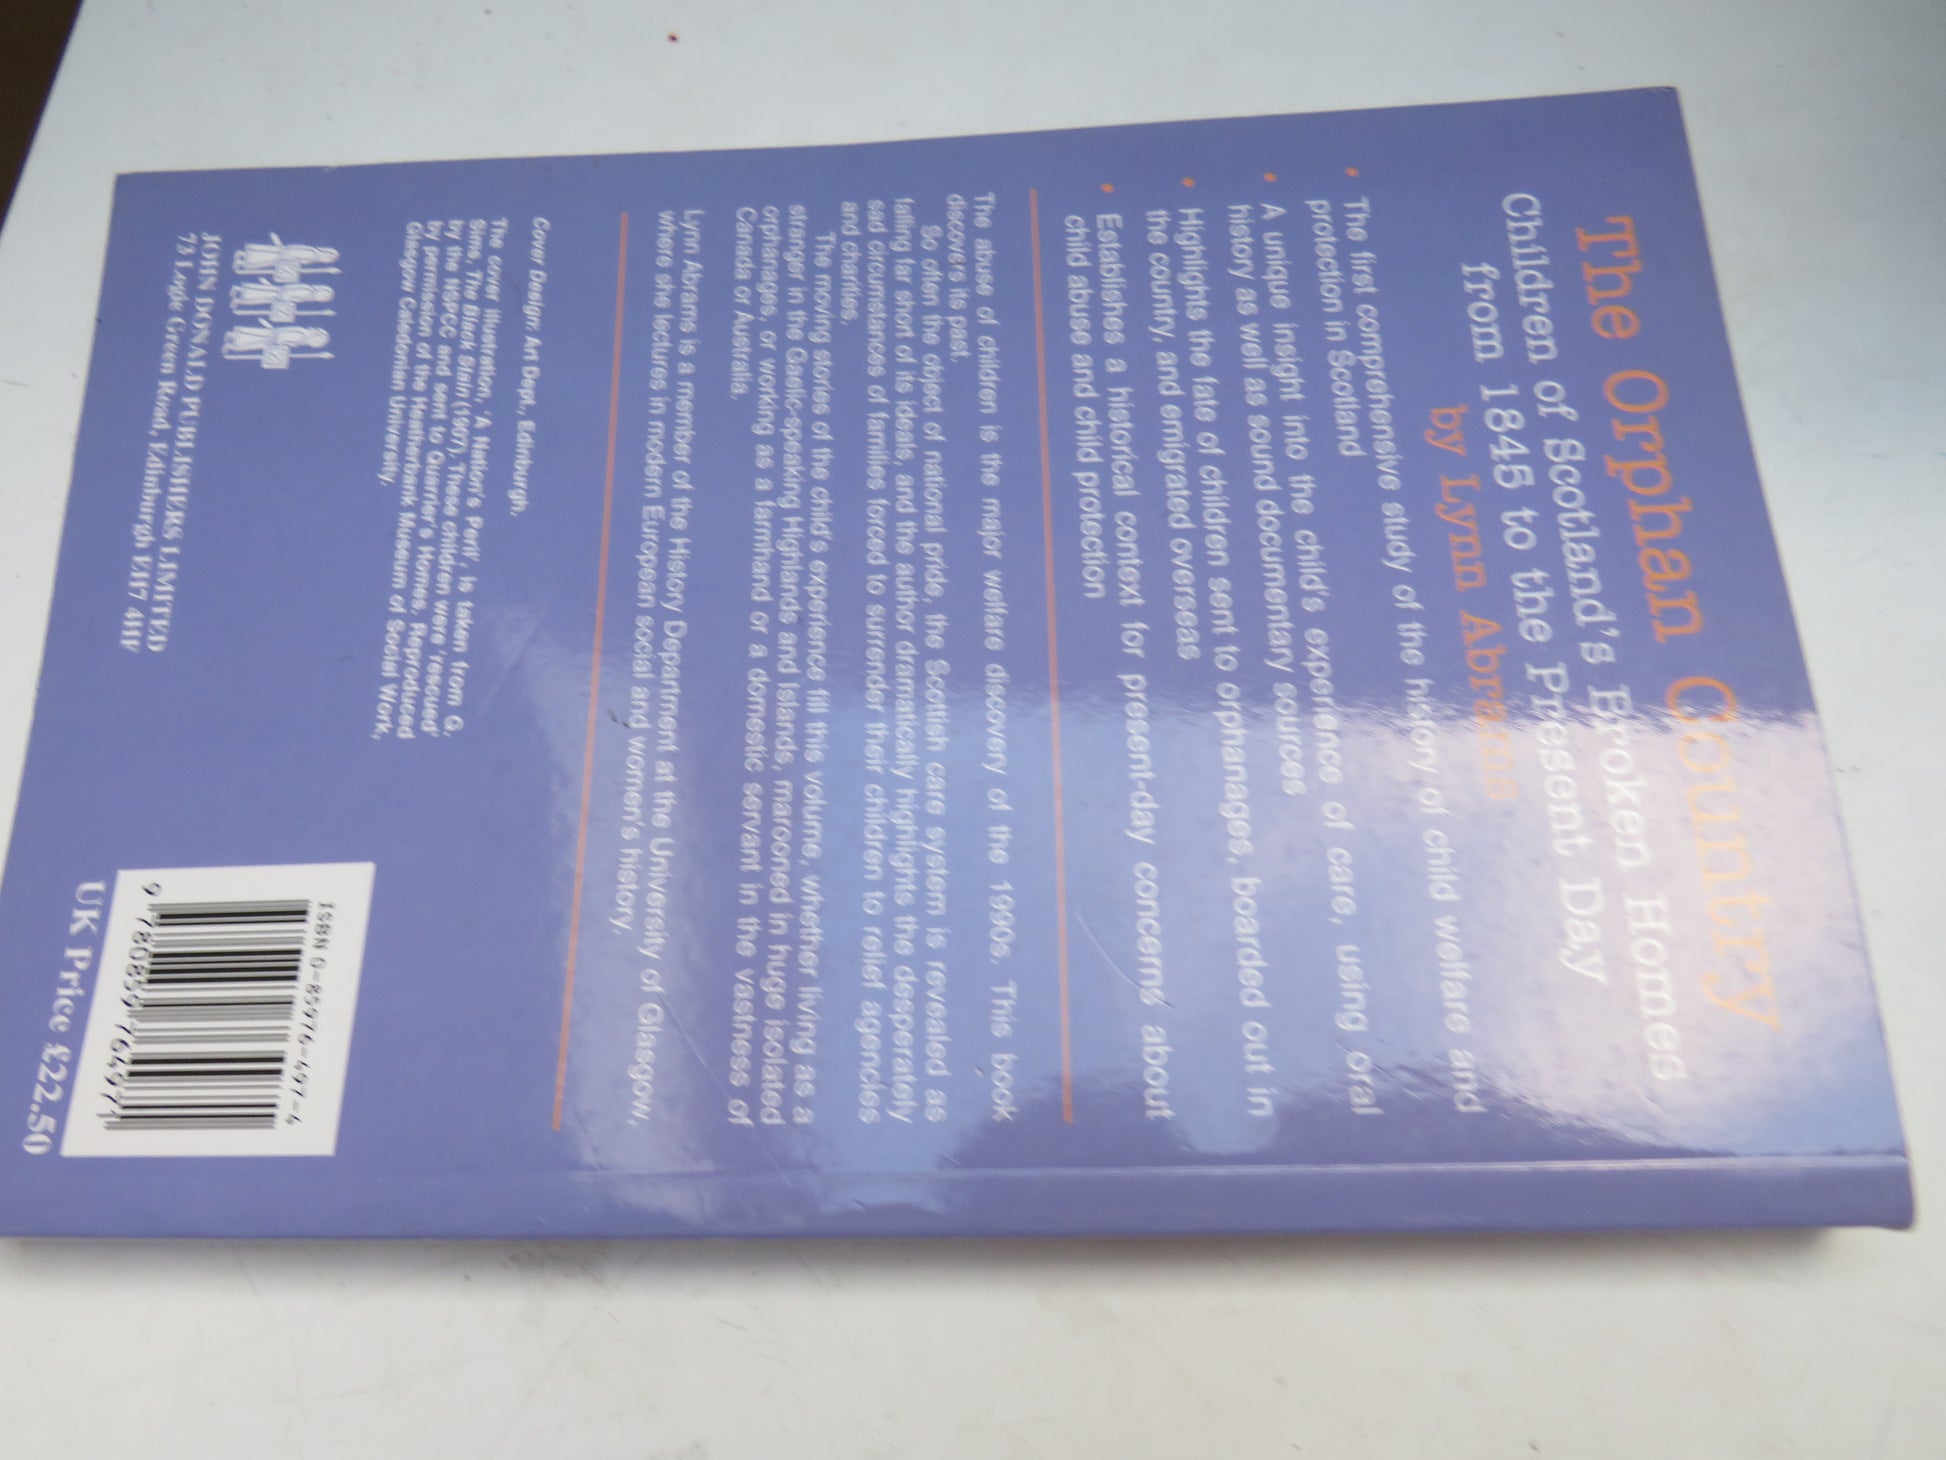 The Orphan Country
Children of Scotland's Broken Homes
from 1845 to the Present Day
by Lynn Abrams
• The first comprehensive study of the history of child welfare and
protection in Scotland
• A unique insight into the child's experience of care, using oral
history as well as sound documentary sources
• Highlights the fate of children sent to orphanages, boarded out in
the country, and emigrated overseas
• Establishes a historical context for present-day concerns about
child abuse and child protection
The abuse of children is the major welfare discovery of the 1990s. This book
discovers its past.
So often the object of national pride, the Scottish care system is revealed as
falling far short of its ideals, and the author dramatically highlights the desperately
sad circumstances of families forced to surrender their children to relief agencies
and charities.
The moving stories of the child's experience fill this volume, whether living as a
stranger in the Gaelic-speaking Highlands and Islands, marooned in huge isolated
orphanages, or working as a farmhand or a domestic servant in the vastness of
Canada or Australia.
Lynn Abrams is a member of the History Department at the University of Glasgow,
where she lectures in modern European social and women's history.
Cover Design: Art Dept., Edinburgh.
The cover illustration, 'A Nation's Peril', is taken from G.
Sims, The Black Stain (1907). These children were 'rescued'
by the NSPCC and sent to Quarrier's Homes. Reproduced
by permission of the Heatherbank Museum of Social Work,
Glasgow Caledonian University.
JOHN DONALD PUBLISHERS LIMITED
73 Logie Green Road, Edinburgh EH7 4HF
ISBN 0-85976-497-4
9 780859 764971
UK Price £22.50